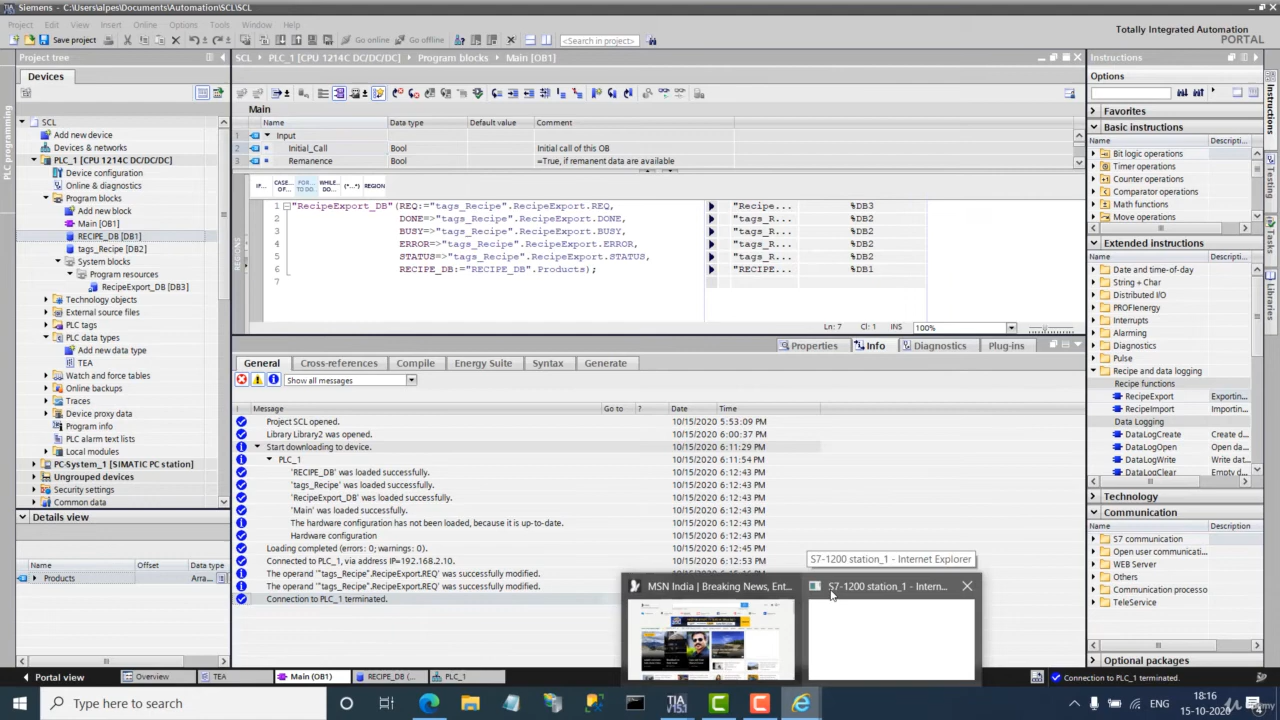 Siemens - C:\Users\alpes\Documents\Automation\SCL\SCL
Project Edit View Insert Online Options Tools Window Help
Totally Integrated Automation
PORTAL
Save project
Go online
Go offline
<Search in project>
Project tree
SCL PLC_1 [CPU 1214C DC/DC/DC] Program blocks Main [OB1]
Instructions
Devices
Options
PLC programming
Main
Name Data type Default value Comment
1 Input
2 Initial_Call Bool Initial call of this OB
3 Remanence Bool =True, if remanent data are available
IF... CASE... OF... FOR... TO DO... WHILE... DO... (*...*) REGION
REGIONS
1 "RecipeExport_DB"(REQ:="tags_Recipe".RecipeExport.REQ, "Recipe... %DB3
2 DONE=>"tags_Recipe".RecipeExport.DONE, "tags_R... %DB2
3 BUSY=>"tags_Recipe".RecipeExport.BUSY, "tags_R... %DB2
4 ERROR=>"tags_Recipe".RecipeExport.ERROR, "tags_R... %DB2
5 STATUS=>"tags_Recipe".RecipeExport.STATUS, "tags_R... %DB2
6 RECIPE_DB:="RECIPE_DB".Products); "RECIPE... %DB1
7
Ln: 7 Cl: 1 INS 100%
SCL
Add new device
Devices & networks
PLC_1 [CPU 1214C DC/DC/DC]
Device configuration
Online & diagnostics
Program blocks
Add new block
Main [OB1]
RECIPE_DB [DB1]
tags_Recipe [DB2]
System blocks
Program resources
RecipeExport_DB [DB3]
Technology objects
External source files
PLC tags
PLC data types
Add new data type
TEA
Watch and force tables
Online backups
Traces
Device proxy data
Program info
PLC alarm text lists
Local modules
PC-System_1 [SIMATIC PC station]
Ungrouped devices
Security settings
Common data
Details view
Name Offset Data type
Products Arra...
Properties Info Diagnostics Plug-ins
General Cross-references Compile Energy Suite Syntax Generate
Show all messages
! Message Go to ? Date Time
Project SCL opened. 10/15/2020 5:53:09 PM
Library Library2 was opened. 10/15/2020 6:00:37 PM
Start downloading to device. 10/15/2020 6:11:29 PM
PLC_1 10/15/2020 6:11:54 PM
'RECIPE_DB' was loaded successfully. 10/15/2020 6:12:43 PM
'tags_Recipe' was loaded successfully. 10/15/2020 6:12:43 PM
'RecipeExport_DB' was loaded successfully. 10/15/2020 6:12:43 PM
'Main' was loaded successfully. 10/15/2020 6:12:43 PM
The hardware configuration has not been loaded, because it is up-to-date. 10/15/2020 6:12:43 PM
Hardware configuration 10/15/2020 6:12:43 PM
Loading completed (errors: 0; warnings: 0). 10/15/2020 6:12:45 PM
Connected to PLC_1, via address IP=192.168.2.10. 10/15/2020 6:12:53 PM
The operand '"tags_Recipe".RecipeExport.REQ' was successfully modified.
The operand '"tags_Recipe".RecipeExport.REQ' was successfully modified.
Connection to PLC_1 terminated.
S7-1200 station_1 - Internet Explorer
MSN India | Breaking News, Ent...
S7-1200 station_1 - Intern...
Favorites
Basic instructions
Name Descripti...
Bit logic operations
Timer operations
Counter operations
Comparator operations
Math functions
Move operations
Extended instructions
Name Descripti...
Date and time-of-day
String + Char
Distributed I/O
PROFIenergy
Interrupts
Alarming
Diagnostics
Pulse
Recipe and data logging
Recipe functions
RecipeExport Exportin...
RecipeImport Importin...
Data Logging
DataLogCreate Create d...
DataLogOpen Open dat...
DataLogWrite Write dat...
DataLogClear Empty d...
Technology
Communication
Name Description
S7 communication
Open user communicati...
WEB Server
Others
Communication processo
TeleService
Optional packages
Instructions
Testing
Tasks
Libraries
Portal view Overview TEA Main (OB1) RECIPE_DB (... PLC_1 Connection to PLC_1 terminated.
Type here to search
ENG
18:16
15-10-2020